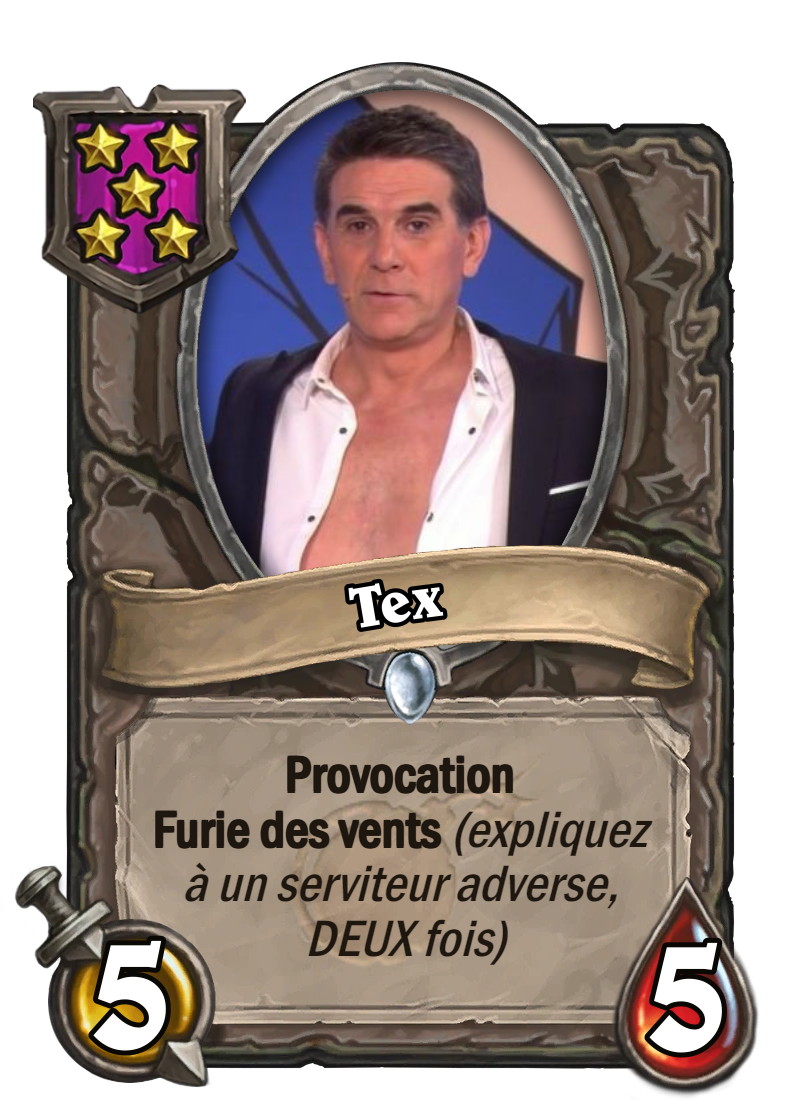 Tex
Provocation
Furie des vents (expliquez
à un serviteur adverse,
DEUX fois)
5
5